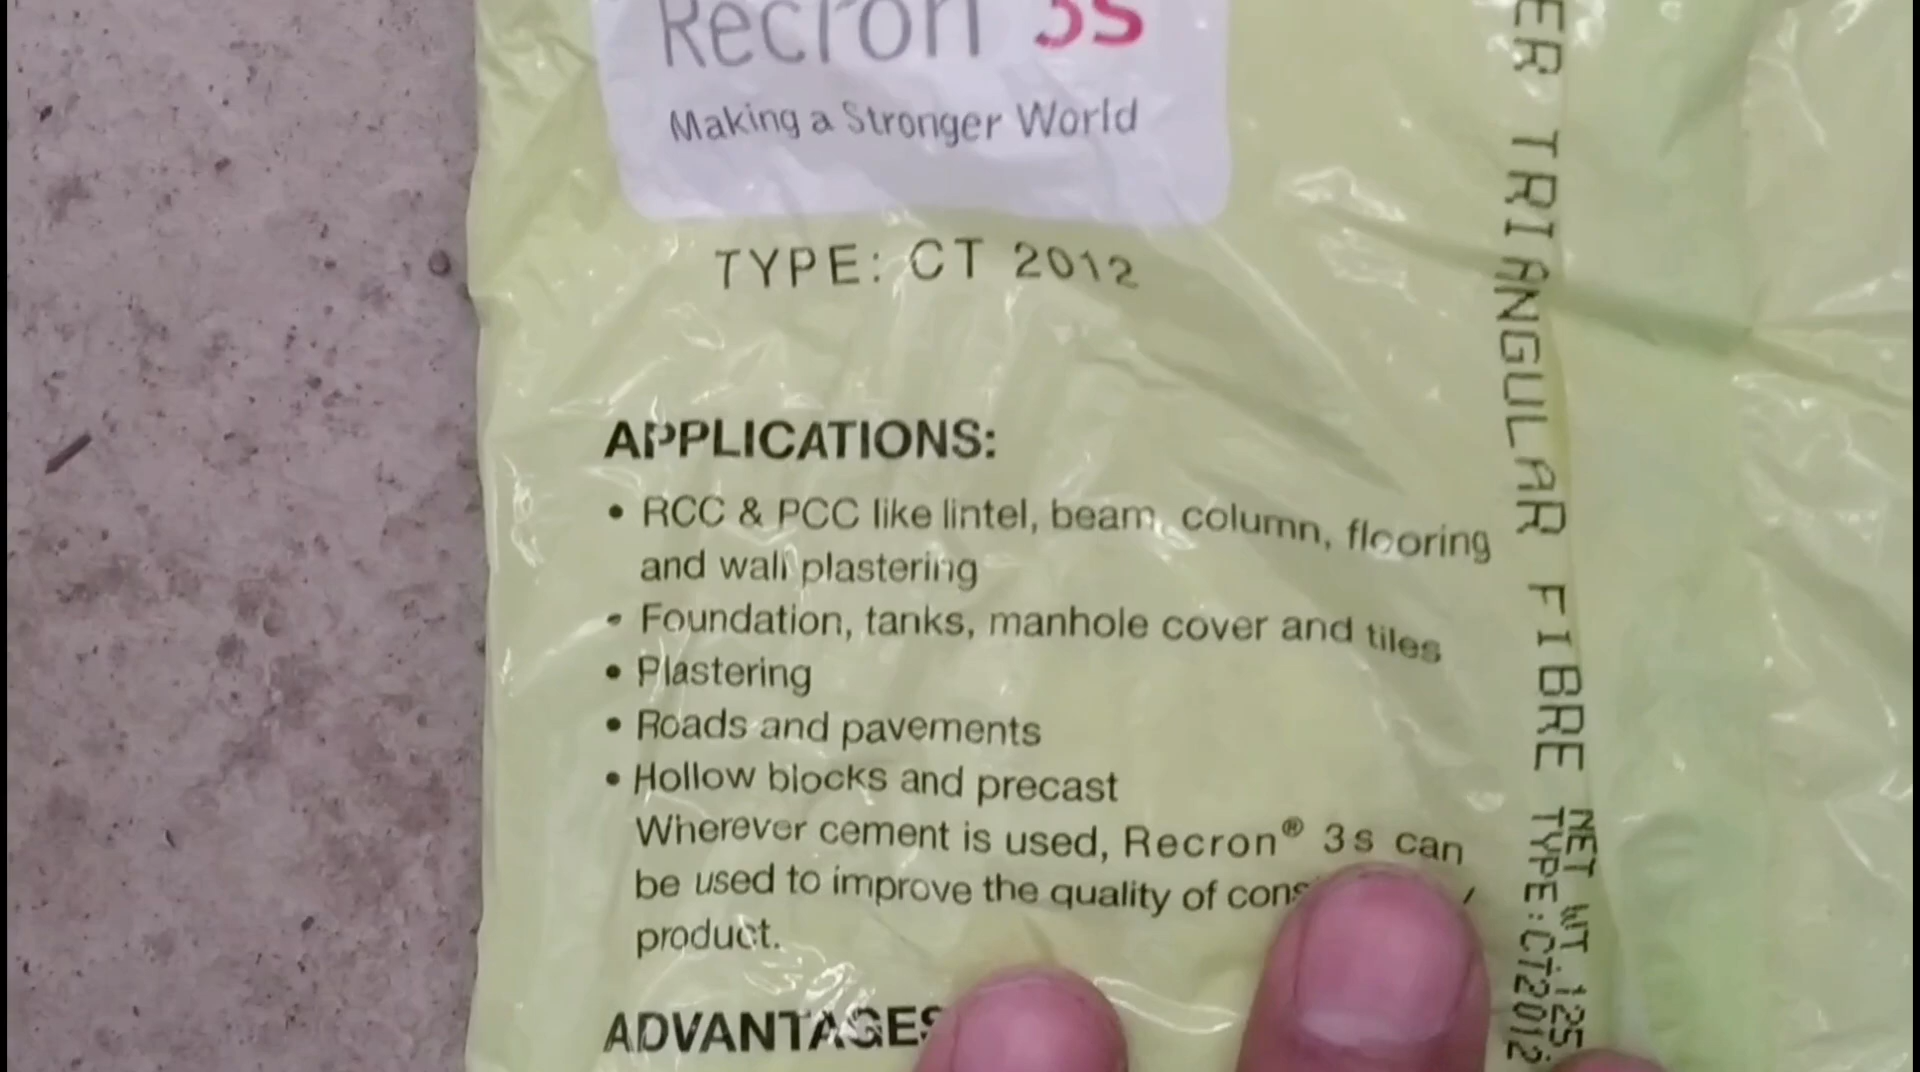 Recron 3s
Making a Stronger World
TYPE: CT 2012
APPLICATIONS:
• RCC & PCC like lintel, beam, column, flooring
and wall plastering
• Foundation, tanks, manhole cover and tiles
• Plastering
• Roads and pavements
• Hollow blocks and precast
Wherever cement is used, Recron® 3s can
be used to improve the quality of
product.
ADVANTAGES
TRIANGULAR FIBRE
NET WT. 125
TYPE:CT2012